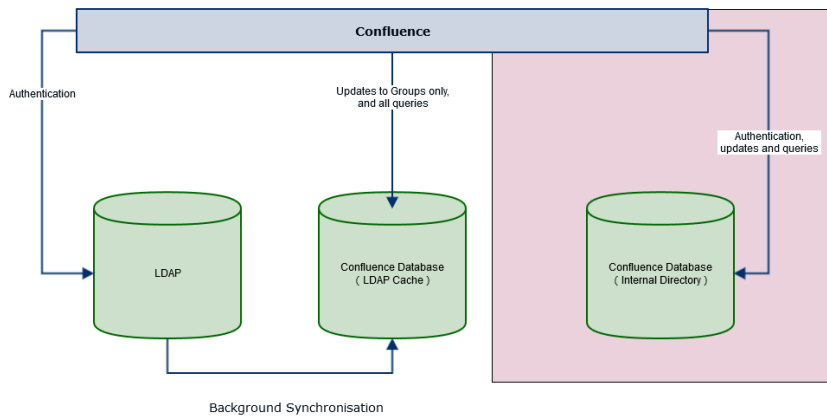 Confluence
Authentication
Updates to Groups only,
and all queries
Authentication,
updates and queries
LDAP
Confluence Database
( LDAP Cache )
Confluence Database
( Internal Directory )
Background Synchronisation